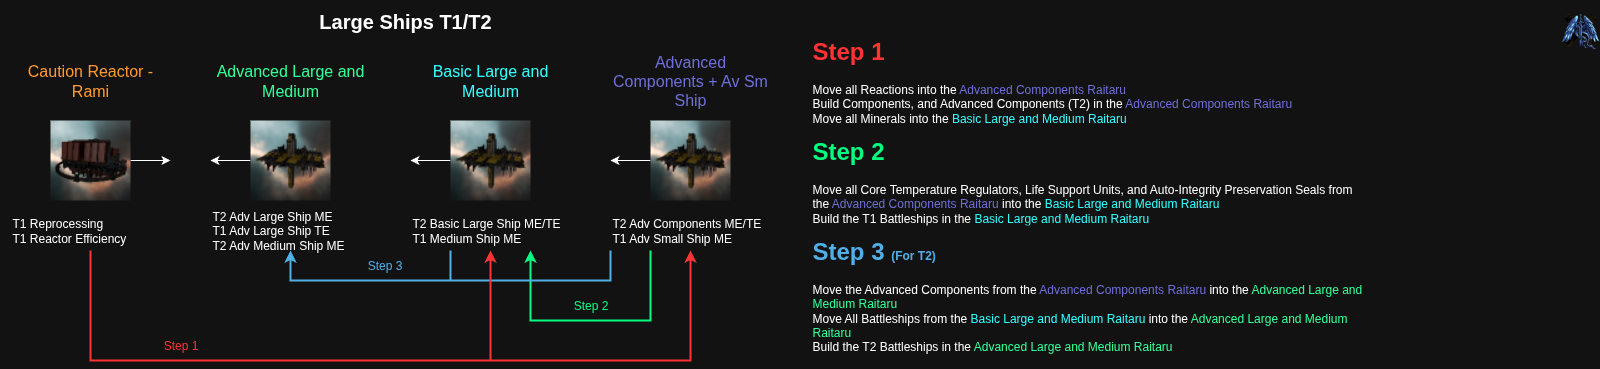 Large Ships T1/T2
Caution Reactor -
Rami
Advanced Large and
Medium
Basic Large and
Medium
Advanced
Components + Av Sm
Ship
T1 Reprocessing
T1 Reactor Efficiency
T2 Adv Large Ship ME
T1 Adv Large Ship TE
T2 Adv Medium Ship ME
T2 Basic Large Ship ME/TE
T1 Medium Ship ME
T2 Adv Components ME/TE
T1 Adv Small Ship ME
Step 3
Step 2
Step 1
Step 1
Move all Reactions into the Advanced Components Raitaru
Build Components, and Advanced Components (T2) in the Advanced Components Raitaru
Move all Minerals into the Basic Large and Medium Raitaru
Step 2
Move all Core Temperature Regulators, Life Support Units, and Auto-Integrity Preservation Seals from
the Advanced Components Raitaru into the Basic Large and Medium Raitaru
Build the T1 Battleships in the Basic Large and Medium Raitaru
Step 3 (For T2)
Move the Advanced Components from the Advanced Components Raitaru into the Advanced Large and
Medium Raitaru
Move All Battleships from the Basic Large and Medium Raitaru into the Advanced Large and Medium
Raitaru
Build the T2 Battleships in the Advanced Large and Medium Raitaru